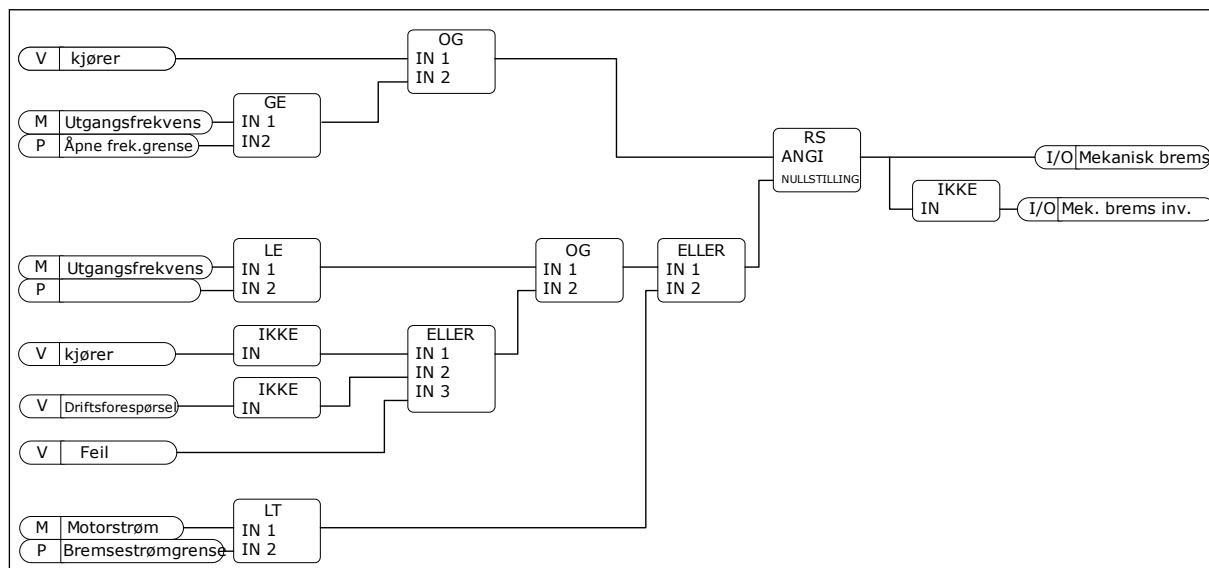 V kjører
OG
IN 1
IN 2
M Utgangsfrekvens
P Åpne frek.grense
GE
IN 1
IN2
RS
ANGI
NULLSTILLING
I/O Mekanisk brems
IKKE
IN
I/O Mek. brems inv.
M Utgangsfrekvens
P
LE
IN 1
IN 2
OG
IN 1
IN 2
ELLER
IN 1
IN 2
V kjører
IKKE
IN
ELLER
IN 1
IN 2
IN 3
V Driftsforespørsel
IKKE
IN
V Feil
M Motorstrøm
P Bremsestrømgrense
LT
IN 1
IN 2